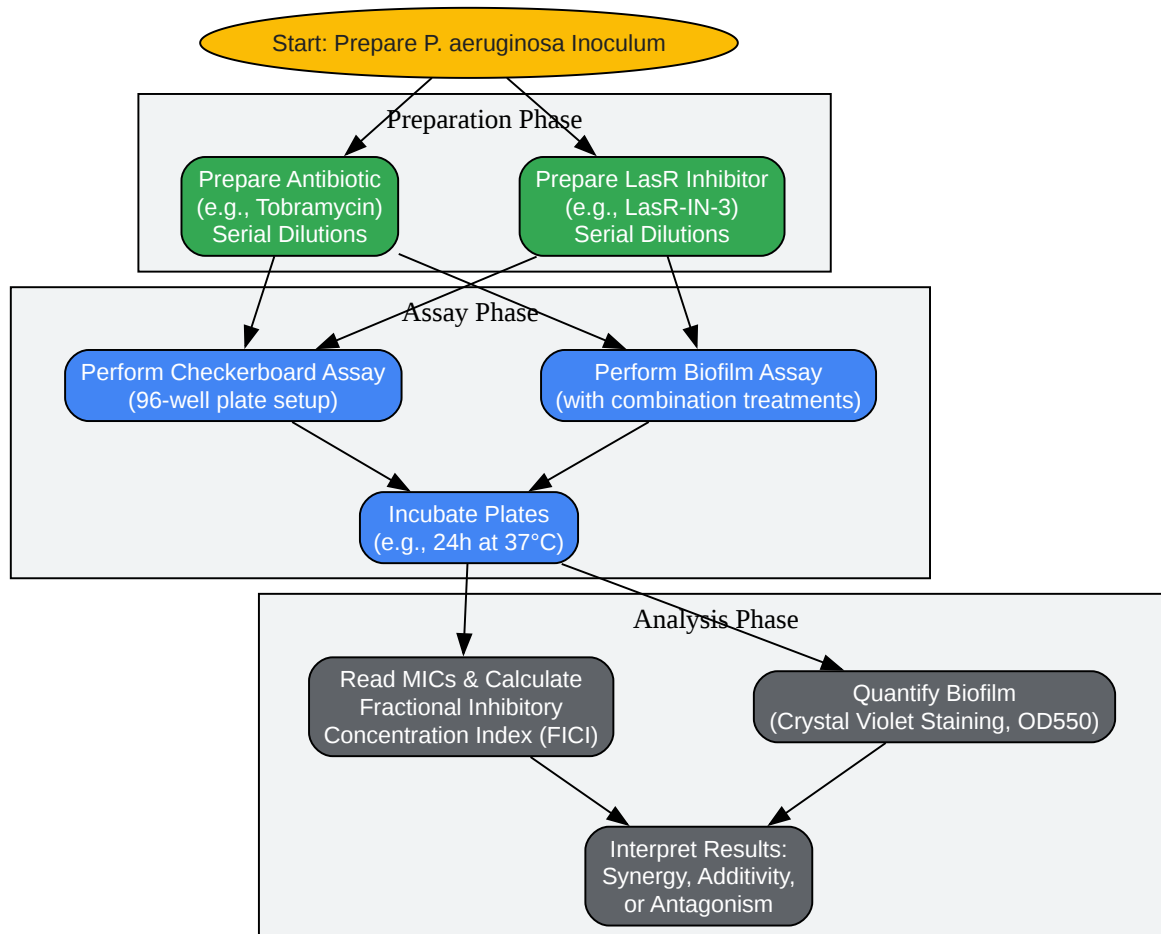 Start: Prepare P. aeruginosa Inoculum
Preparation Phase
Prepare Antibiotic
(e.g., Tobramycin)
Serial Dilutions
Prepare LasR Inhibitor
(e.g., LasR-IN-3)
Serial Dilutions
Assay Phase
Perform Checkerboard Assay
(96-well plate setup)
Perform Biofilm Assay
(with combination treatments)
Incubate Plates
(e.g., 24h at 37°C)
Analysis Phase
Read MICs & Calculate
Fractional Inhibitory
Concentration Index (FICI)
Quantify Biofilm
(Crystal Violet Staining, OD550)
Interpret Results:
Synergy, Additivity,
or Antagonism